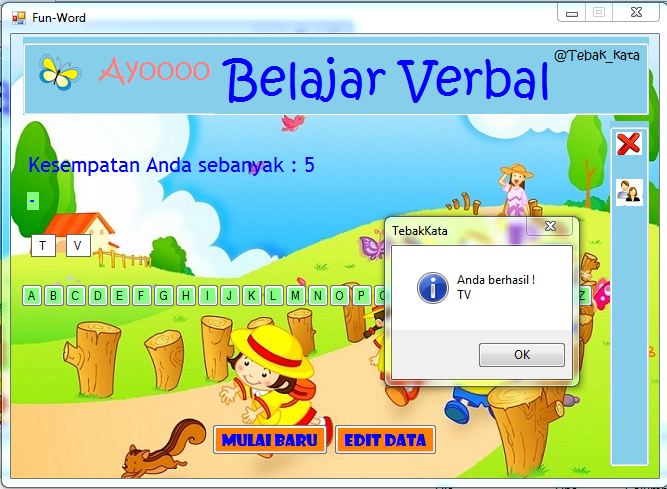 Fun-Word
Ayoooo Belajar Verbal @Tebak_Kata
Kesempatan Anda sebanyak : 5
-
T V
TebakKata
Anda berhasil !
TV
OK
A B C D E F G H I J K L M N O P Z
MULAI BARU EDIT DATA